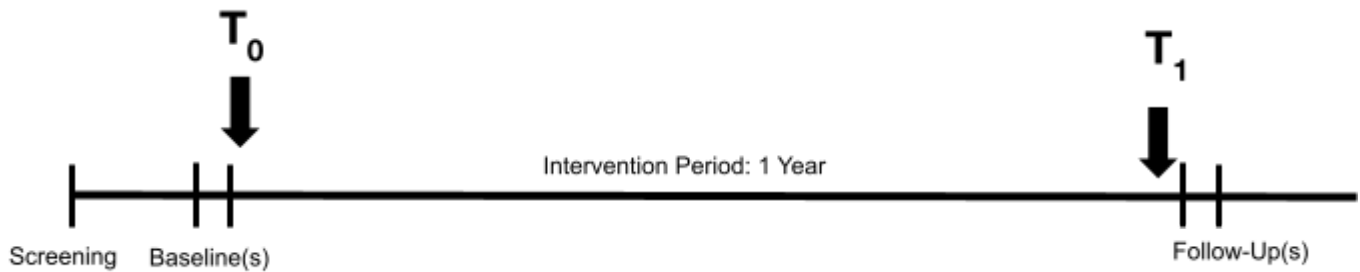 T₀
T₁
Intervention Period: 1 Year
Screening
Baseline(s)
Follow-Up(s)